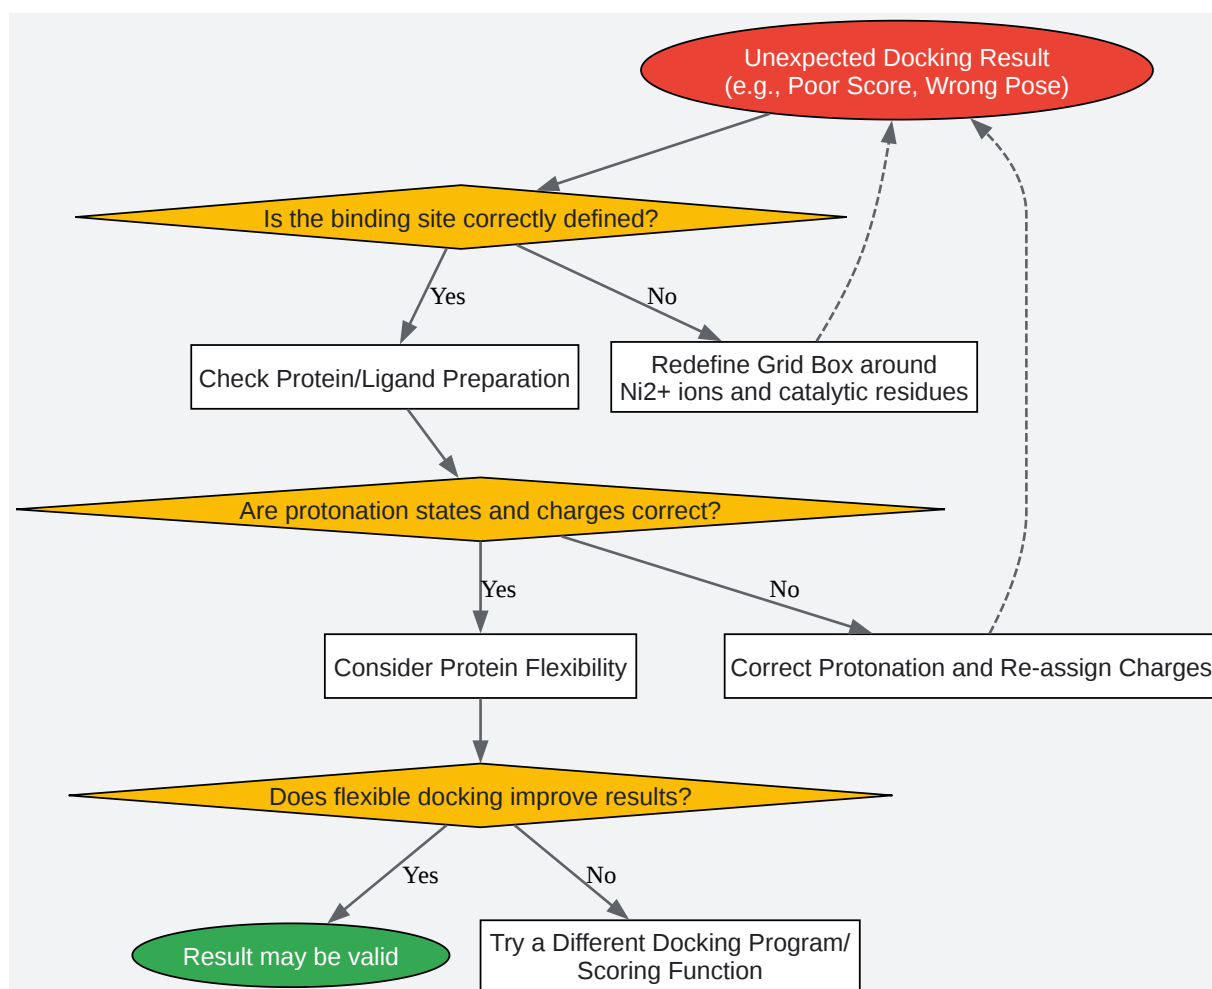 Unexpected Docking Result
(e.g., Poor Score, Wrong Pose)
Is the binding site correctly defined?
Yes
No
Check Protein/Ligand Preparation
Redefine Grid Box around
Ni2+ ions and catalytic residues
Are protonation states and charges correct?
Yes
No
Consider Protein Flexibility
Correct Protonation and Re-assign Charges
Does flexible docking improve results?
Yes
No
Result may be valid
Try a Different Docking Program/
Scoring Function